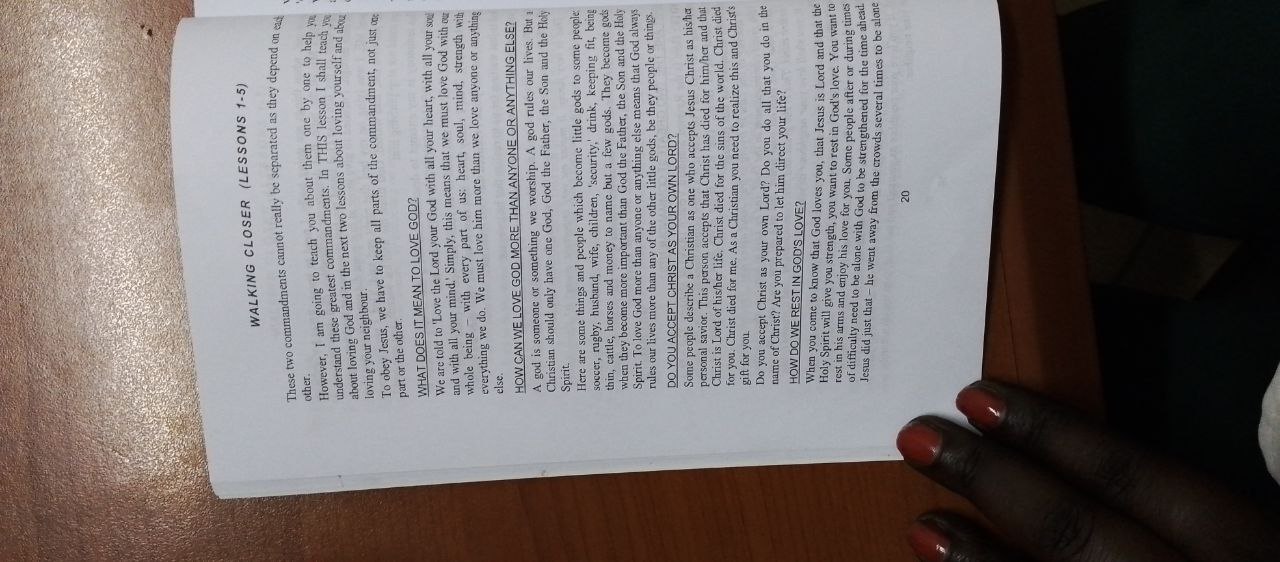 WALKING CLOSER (LESSONS 1-5)
These two commandments cannot really be separated as they depend on each
other.
However, I am going to teach you about them one by one to help you
understand these greatest commandments. In THIS lesson I shall teach you
about loving God and in the next two lessons about loving yourself and about
loving your neighbour.
To obey Jesus, we have to keep all parts of the commandment, not just one
part or the other.
WHAT DOES IT MEAN TO LOVE GOD?
We are told to 'Love the Lord your God with all your heart, with all your soul
and with all your mind.' Simply, this means that we must love God with our
whole being – with every part of us: heart, soul, mind, strength with
everything we do. We must love him more than we love anyone or anything
else.
HOW CAN WE LOVE GOD MORE THAN ANYONE OR ANYTHING ELSE?
A god is someone or something we worship. A god rules our lives. But a
Christian should only have one God, God the Father, the Son and the Holy
Spirit.
Here are some things and people which become little gods to some people:
soccer, rugby, husband, wife, children, 'security', drink, keeping fit, being
thin, cattle, horses and money to name but a few gods. They become gods
when they become more important than God the Father, the Son and the Holy
Spirit. To love God more than anyone or anything else means that God always
rules our lives more than any of the other little gods, be they people or things.
DO YOU ACCEPT CHRIST AS YOUR OWN LORD?
Some people describe a Christian as one who accepts Jesus Christ as his/her
personal savior. This person accepts that Christ has died for him/her and that
Christ is Lord of his/her life. Christ died for the sins of the world. Christ died
for you. Christ died for me. As a Christian you need to realize this and Christ's
gift for you.
Do you accept Christ as your own Lord? Do you do all that you do in the
name of Christ? Are you prepared to let him direct your life?
HOW DO WE REST IN GOD'S LOVE?
When you come to know that God loves you, that Jesus is Lord and that the
Holy Spirit will give you strength, you want to rest in God's love. You want to
rest in his arms and enjoy his love for you. Some people after or during times
of difficulty need to be alone with God to be strengthened for the time ahead.
Jesus did just that – he went away from the crowds several times to be alone
20